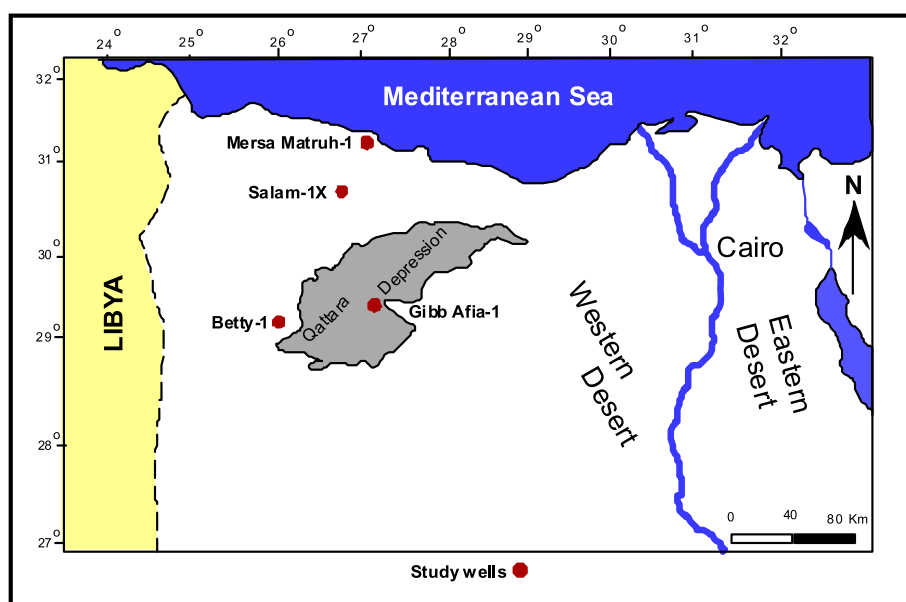 24° 25° 26° 27° 28° 29° 30° 31° 32°
32°
Mediterranean Sea
Mersa Matruh-1
31°
Salam-1X
N
30°
Cairo
Qattara Depression
LIBYA
Betty-1
Gibb Afia-1
29°
Western Desert
Eastern Desert
28°
0 40 80 Km
27°
Study wells